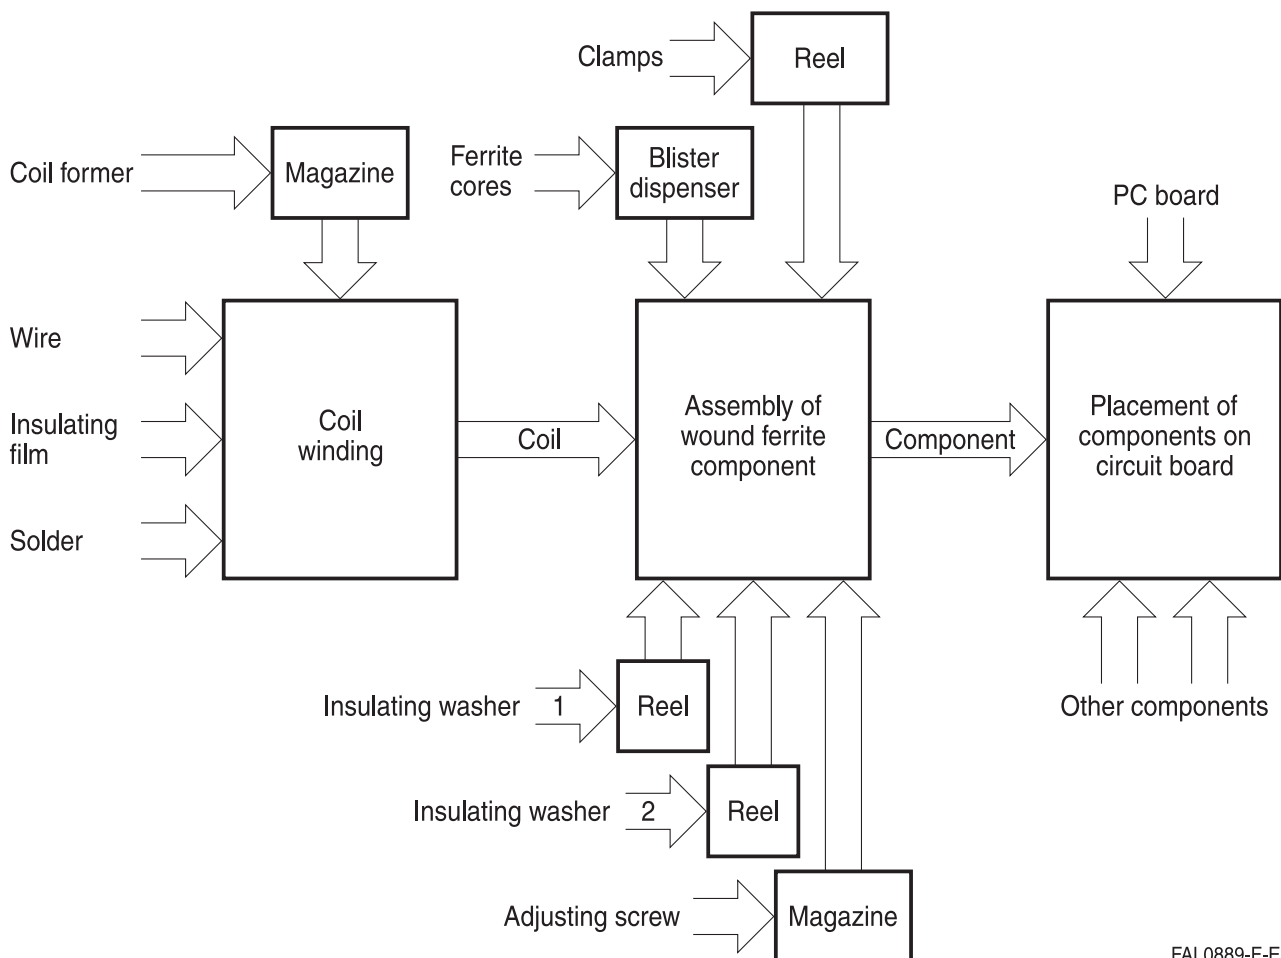 Clamps
Reel
Coil former
Magazine
Ferrite
cores
Blister
dispenser
PC board
Wire
Insulating
film
Solder
Coil
winding
Coil
Assembly of
wound ferrite
component
Component
Placement of
components on
circuit board
Insulating washer 1
Reel
Other components
Insulating washer 2
Reel
Adjusting screw
Magazine
FAL0889-E-E